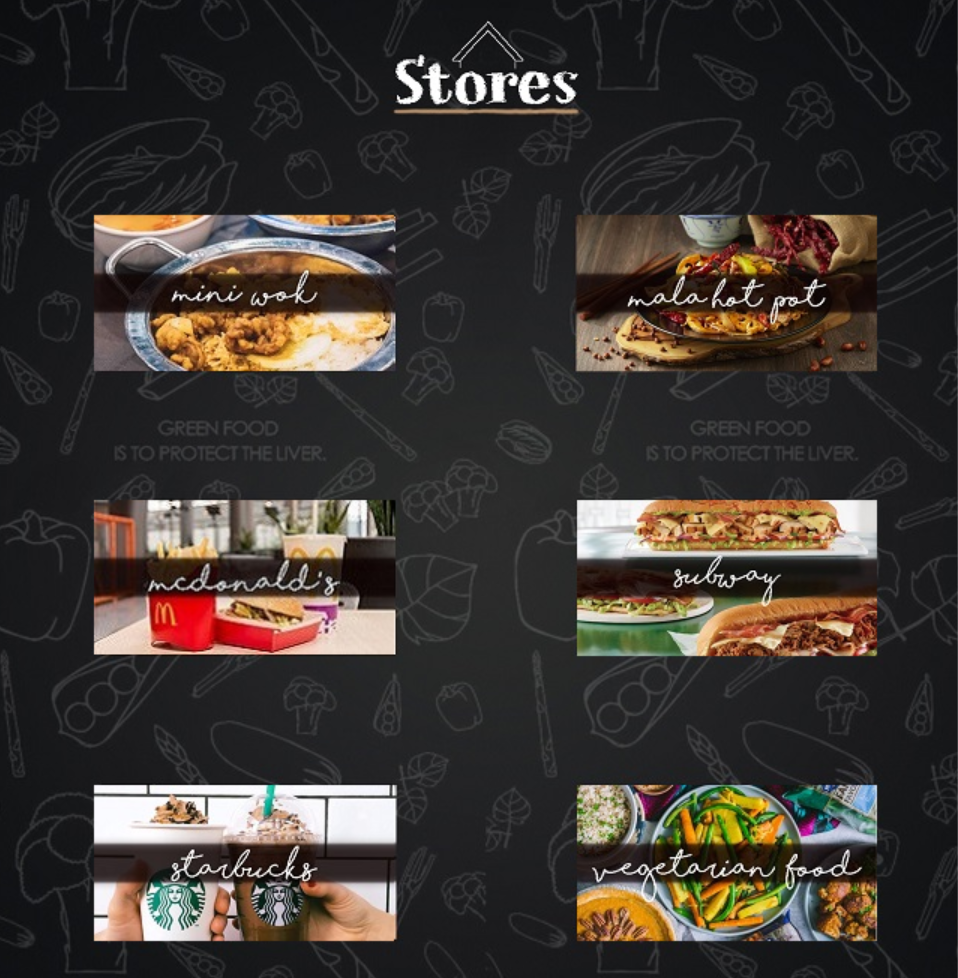 Stores
mini wok
mala hot pot
GREEN FOOD
IS TO PROTECT THE LIVER.
GREEN FOOD
IS TO PROTECT THE LIVER.
mcdonald's
subway
starbucks
vegetarian food